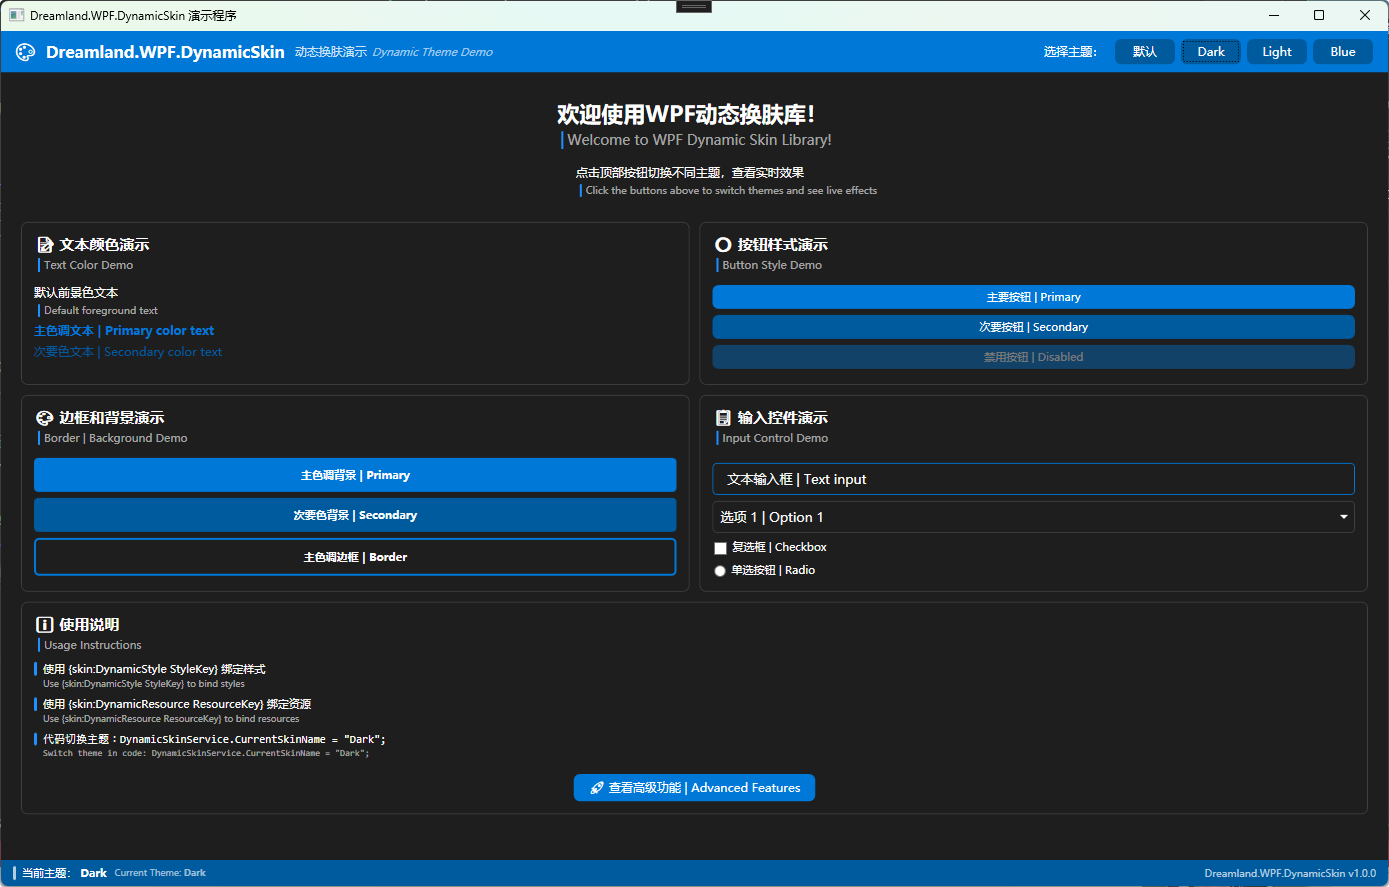 Dreamland.WPF.DynamicSkin 演示程序
Dreamland.WPF.DynamicSkin 动态换肤演示 Dynamic Theme Demo 选择主题: 默认 Dark Light Blue
欢迎使用WPF动态换肤库!
Welcome to WPF Dynamic Skin Library!
点击顶部按钮切换不同主题，查看实时效果
Click the buttons above to switch themes and see live effects
文本颜色演示
Text Color Demo
默认前景色文本
Default foreground text
主色调文本 | Primary color text
次要色文本 | Secondary color text
按钮样式演示
Button Style Demo
主要按钮 | Primary
次要按钮 | Secondary
禁用按钮 | Disabled
边框和背景演示
Border | Background Demo
主色调背景 | Primary
次要色背景 | Secondary
主色调边框 | Border
输入控件演示
Input Control Demo
文本输入框 | Text input
选项 1 | Option 1
复选框 | Checkbox
单选按钮 | Radio
使用说明
Usage Instructions
使用 {skin:DynamicStyle StyleKey} 绑定样式
Use {skin:DynamicStyle StyleKey} to bind styles
使用 {skin:DynamicResource ResourceKey} 绑定资源
Use {skin:DynamicResource ResourceKey} to bind resources
代码切换主题：DynamicSkinService.CurrentSkinName = "Dark";
Switch theme in code: DynamicSkinService.CurrentSkinName = "Dark";
查看高级功能 | Advanced Features
当前主题: Dark Current Theme: Dark Dreamland.WPF.DynamicSkin v1.0.0